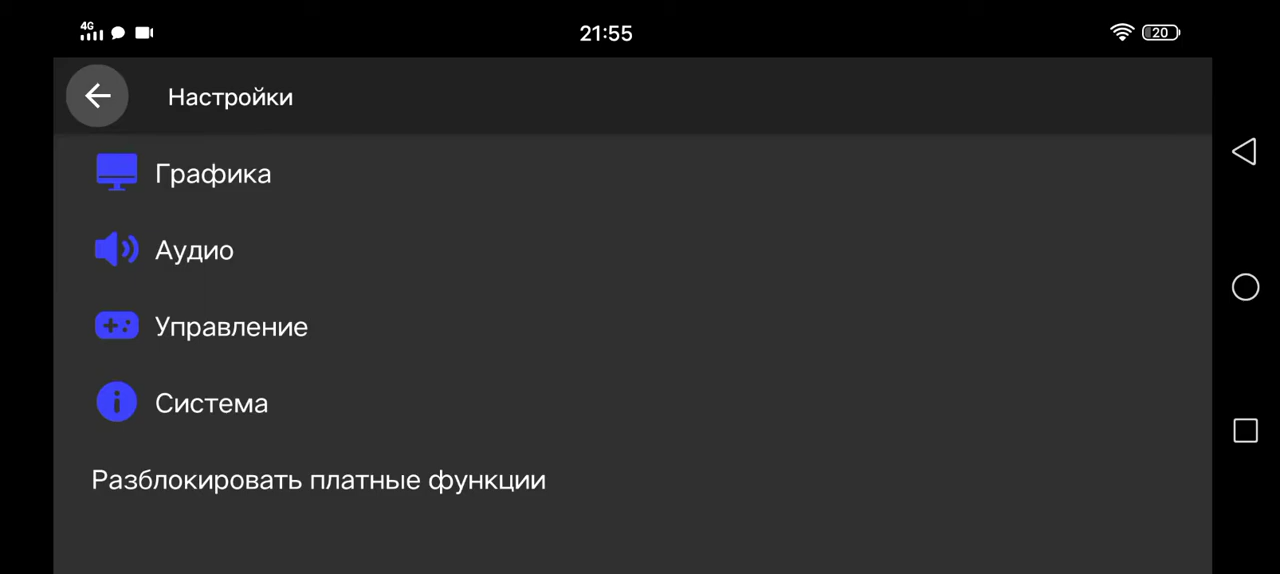 4G 21:55 20
Настройки
Графика
Аудио
Управление
Система
Разблокировать платные функции